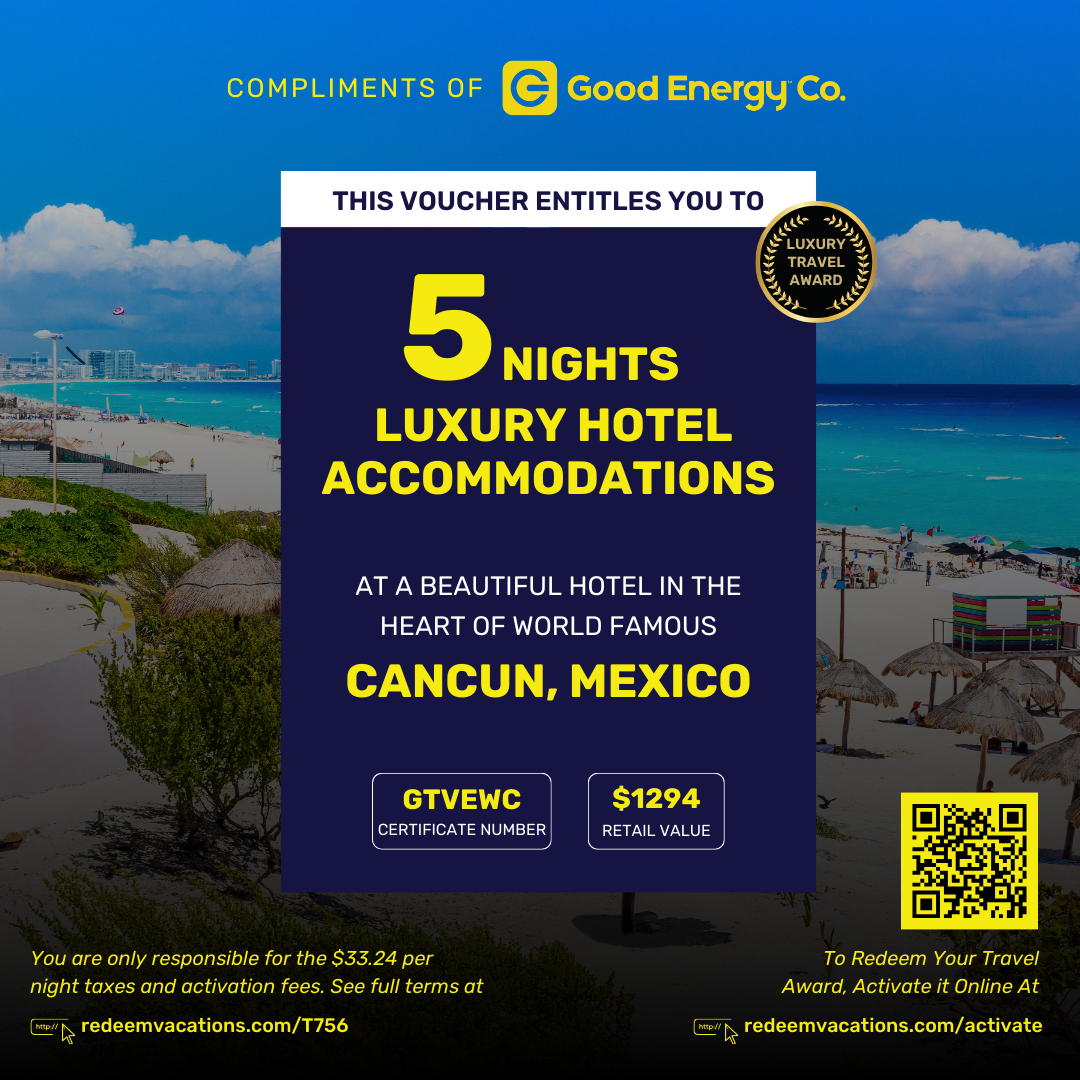 COMPLIMENTS OF Good Energy Co.
THIS VOUCHER ENTITLES YOU TO
LUXURY
TRAVEL
AWARD
5 NIGHTS
LUXURY HOTEL
ACCOMMODATIONS
AT A BEAUTIFUL HOTEL IN THE
HEART OF WORLD FAMOUS
CANCUN, MEXICO
GTVEWC
CERTIFICATE NUMBER
$1294
RETAIL VALUE
You are only responsible for the $33.24 per
night taxes and activation fees. See full terms at
http://
redeemvacations.com/T756
To Redeem Your Travel
Award, Activate it Online At
http://
redeemvacations.com/activate